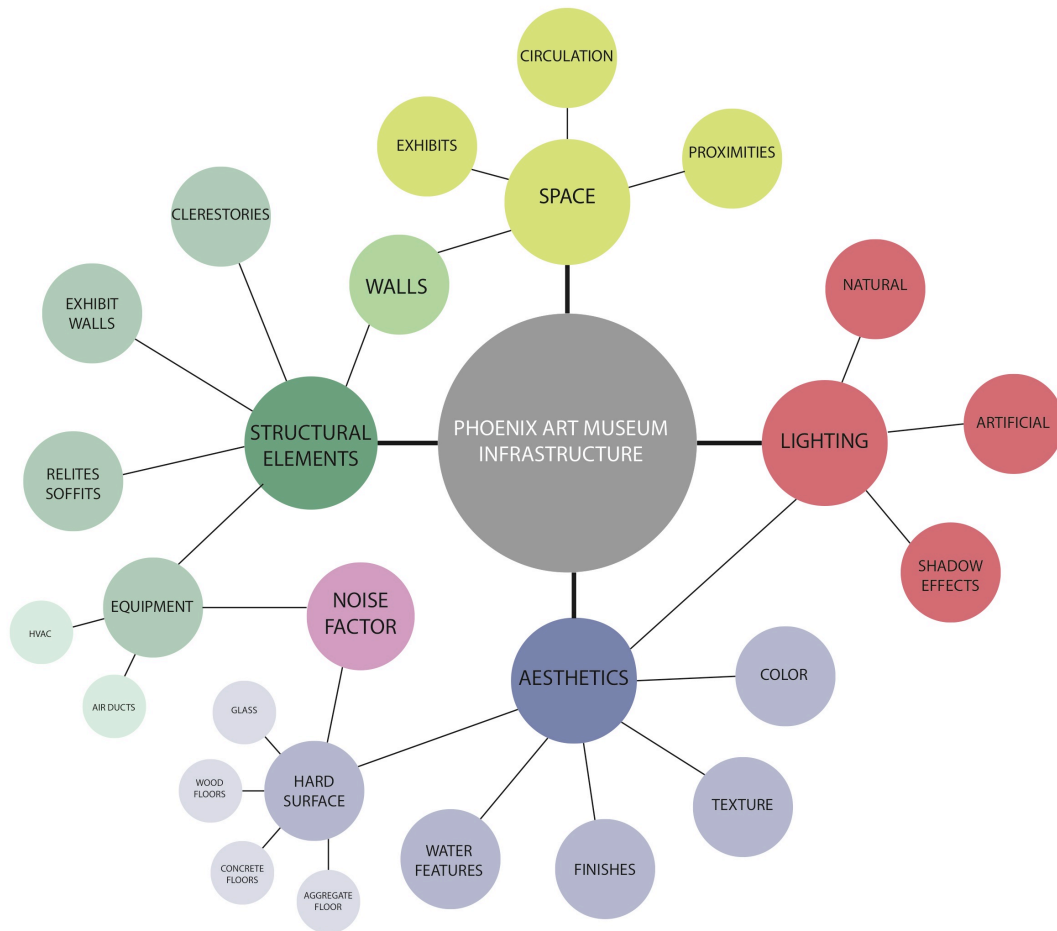 CIRCULATION
EXHIBITS
PROXIMITIES
SPACE
CLERESTORIES
WALLS
NATURAL
EXHIBIT
WALLS
ARTIFICIAL
STRUCTURAL
ELEMENTS
PHOENIX ART MUSEUM
INFRASTRUCTURE
LIGHTING
RELITES
SOFFITS
SHADOW
EFFECTS
EQUIPMENT
NOISE
FACTOR
HVAC
AIR DUCTS
AESTHETICS
COLOR
GLASS
WOOD
FLOORS
HARD
SURFACE
TEXTURE
CONCRETE
FLOORS
AGGREGATE
FLOOR
WATER
FEATURES
FINISHES